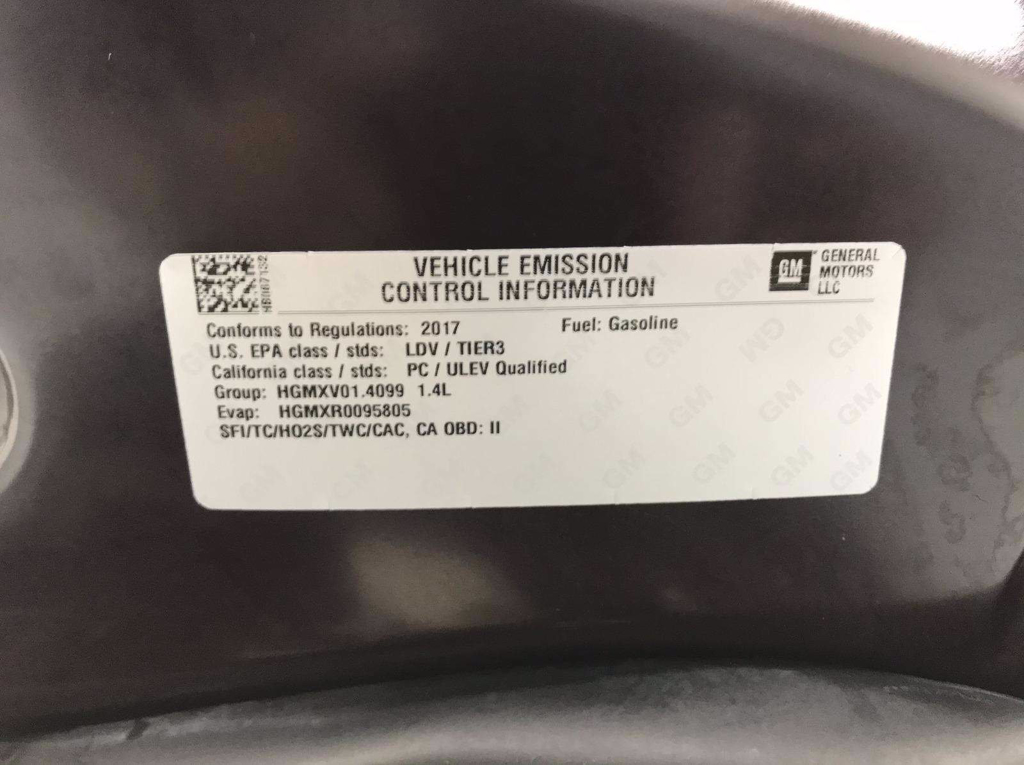 VEHICLE EMISSION
CONTROL INFORMATION
GM GENERAL
MOTORS
LLC
Conforms to Regulations: 2017 Fuel: Gasoline
U.S. EPA class / stds: LDV / TIER3
California class / stds: PC / ULEV Qualified
Group: HGMXV01.4099 1.4L
Evap: HGMXR0095805
SFI/TC/HO2S/TWC/CAC, CA OBD: II